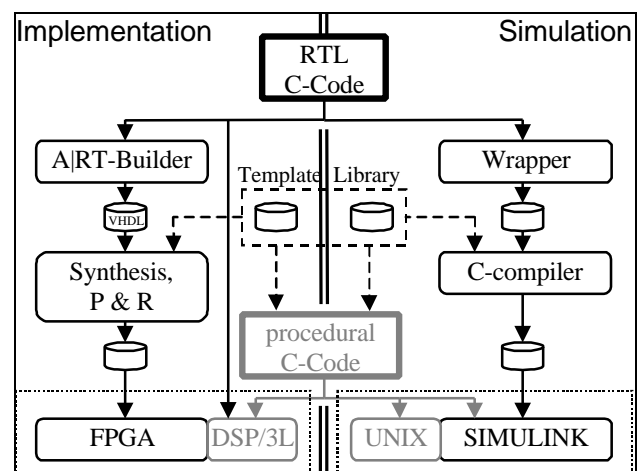 Implementation
Simulation
RTL
C-Code
A|RT-Builder
Wrapper
Template
Library
VHDL
Synthesis,
P & R
C-compiler
procedural
C-Code
FPGA
DSP/3L
UNIX
SIMULINK